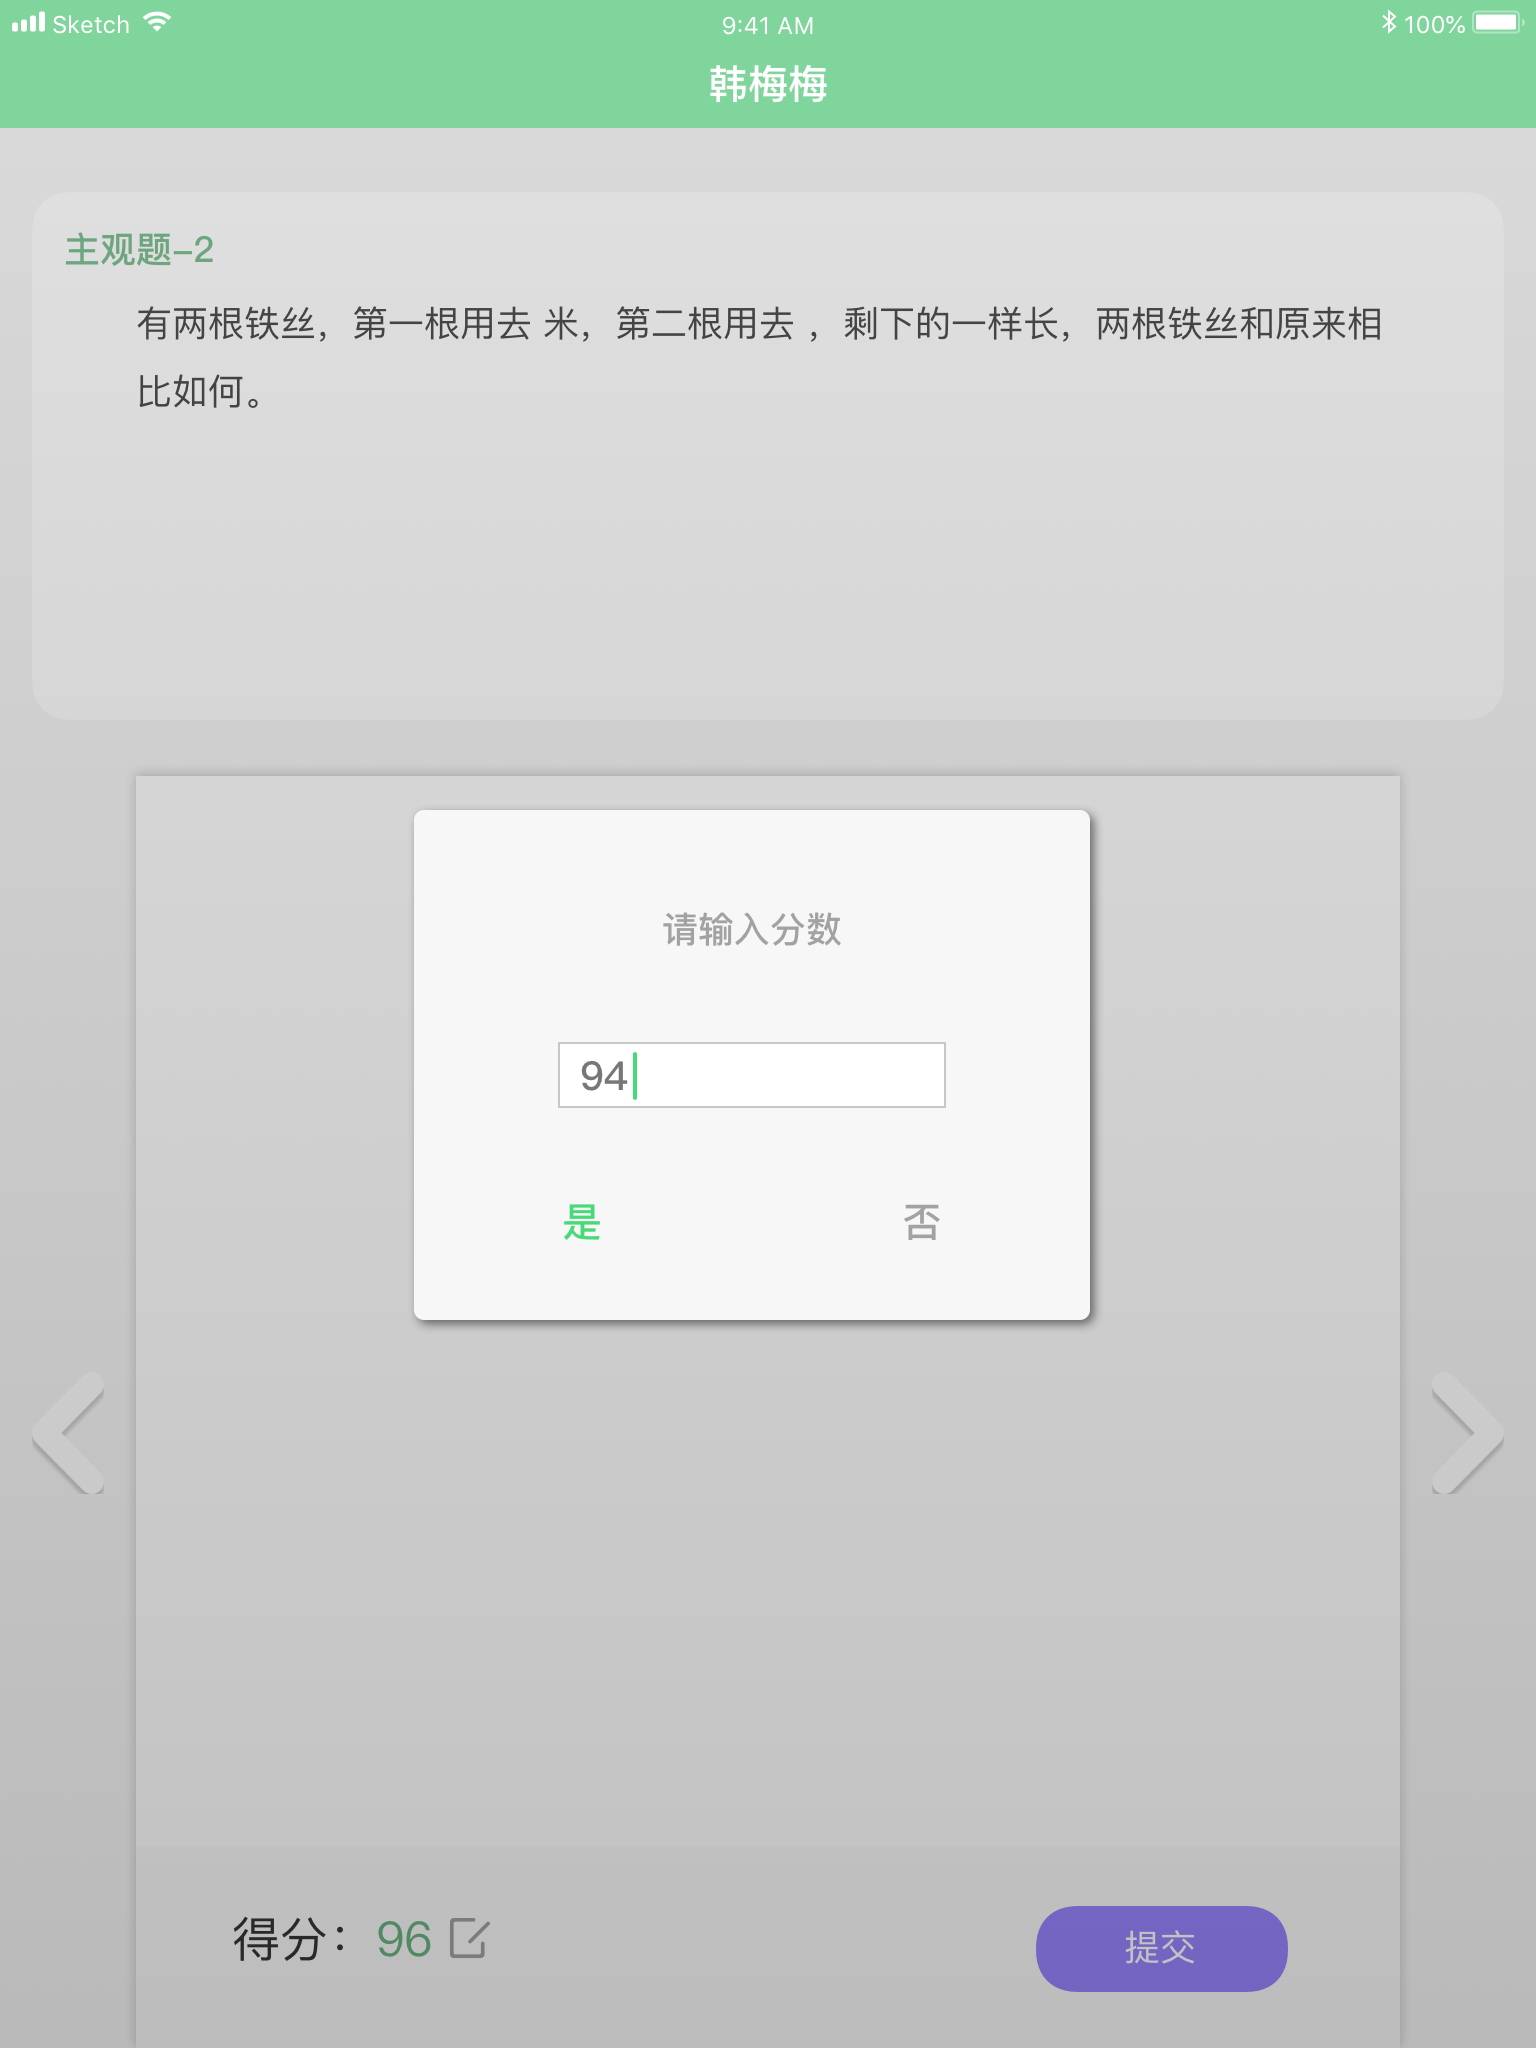 Sketch 9:41 AM 100%
韩梅梅
主观题-2
有两根铁丝，第一根用去 米，第二根用去 ，剩下的一样长，两根铁丝和原来相
比如何。
请输入分数
94
是 否
得分：96 提交